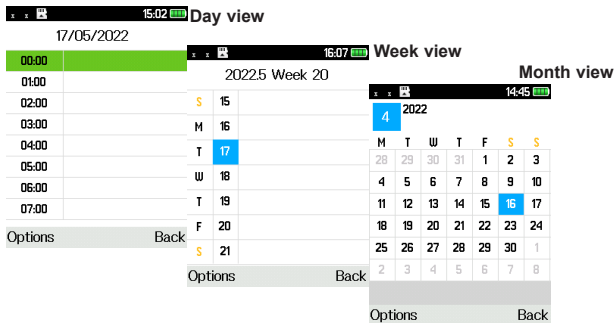 15:02
Day view
17/05/2022
00:00
01:00
02:00
03:00
04:00
05:00
06:00
07:00
Options Back
16:07
Week view
2022.5 Week 20
S 15
M 16
T 17
W 18
T 19
F 20
S 21
Options Back
Month view
14:45
4 2022
M T W T F S S
28 29 30 31 1 2 3
4 5 6 7 8 9 10
11 12 13 14 15 16 17
18 19 20 21 22 23 24
25 26 27 28 29 30 1
2 3 4 5 6 7 8
Options Back